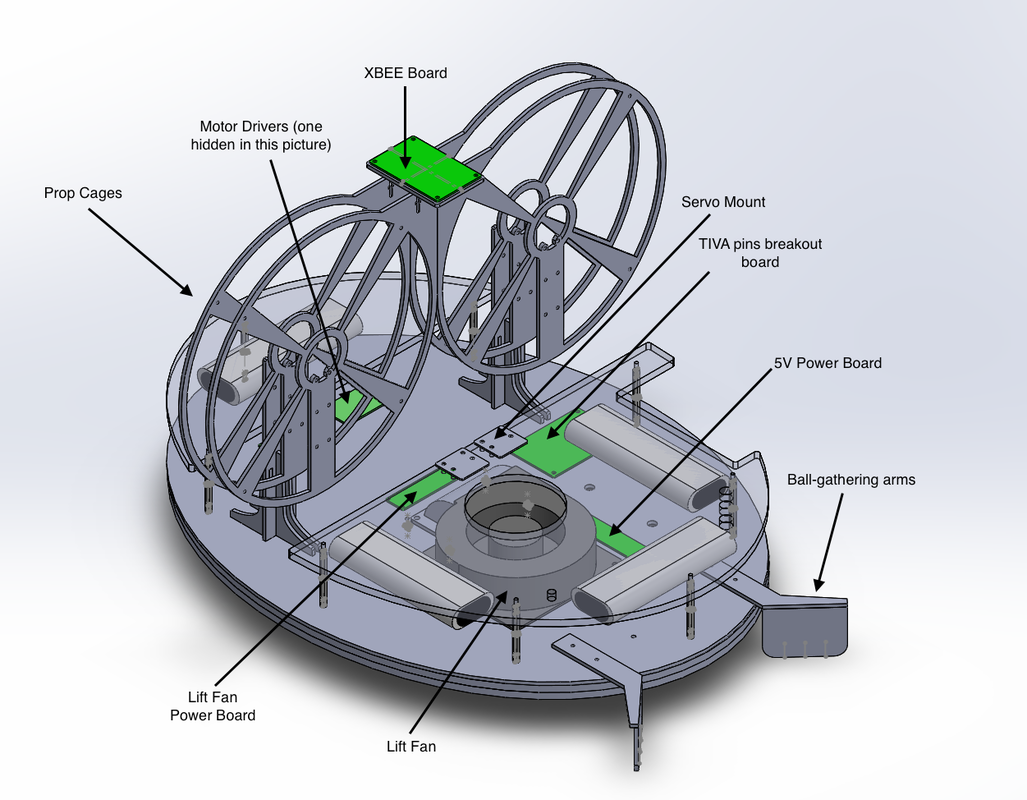 XBEE Board
Motor Drivers (one
hidden in this picture)
Prop Cages
Servo Mount
TIVA pins breakout
board
5V Power Board
Ball-gathering arms
Lift Fan
Power Board
Lift Fan